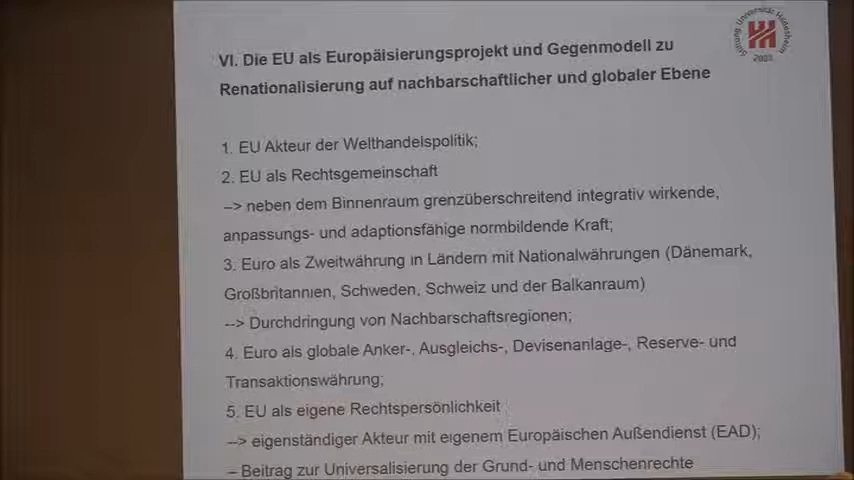 VI. Die EU als Europäisierungsprojekt und Gegenmodell zu
Renationalisierung auf nachbarschaftlicher und globaler Ebene
Stiftung Universität Hildesheim
2003
1. EU Akteur der Welthandelspolitik;
2. EU als Rechtsgemeinschaft
–> neben dem Binnenraum grenzüberschreitend integrativ wirkende,
anpassungs- und adaptionsfähige normbildende Kraft;
3. Euro als Zweitwährung in Ländern mit Nationalwährungen (Dänemark,
Großbritannien, Schweden, Schweiz und der Balkanraum)
--> Durchdringung von Nachbarschaftsregionen;
4. Euro als globale Anker-, Ausgleichs-, Devisenanlage-, Reserve- und
Transaktionswährung;
5. EU als eigene Rechtspersönlichkeit
–> eigenständiger Akteur mit eigenem Europäischen Außendienst (EAD);
– Beitrag zur Universalisierung der Grund- und Menschenrechte